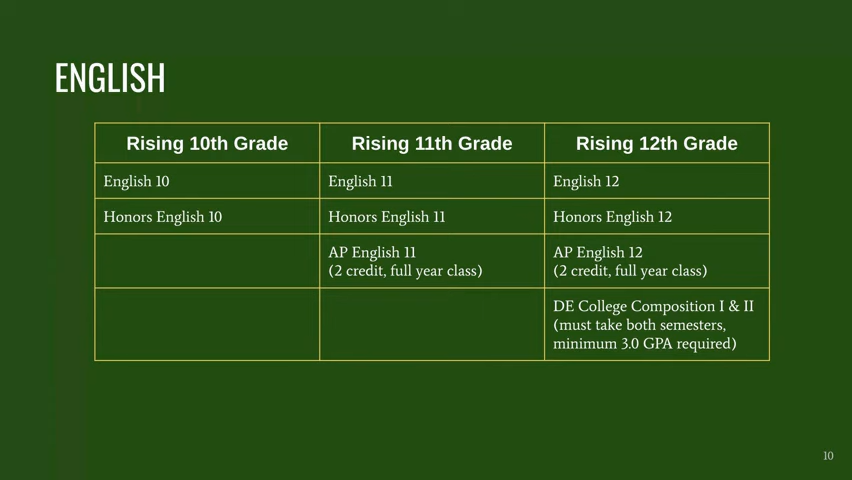 ENGLISH
Rising 10th Grade
Rising 11th Grade
Rising 12th Grade
English 10
English 11
English 12
Honors English 10
Honors English 11
Honors English 12
AP English 11
(2 credit, full year class)
AP English 12
(2 credit, full year class)
DE College Composition I & II
(must take both semesters,
minimum 3.0 GPA required)
10